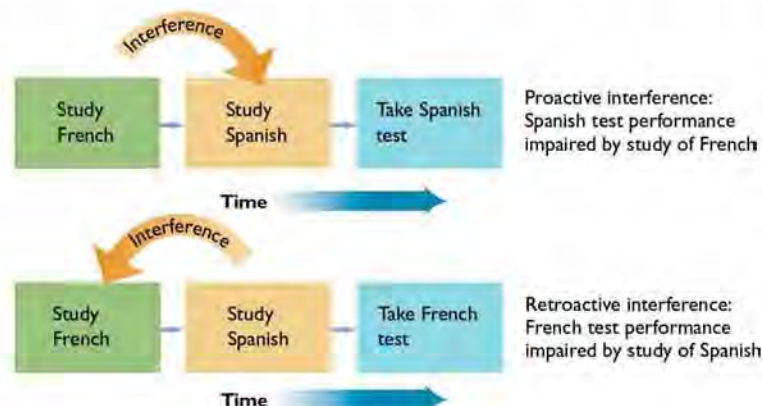 Interference
Study
French
Study
Spanish
Take Spanish
test
Proactive interference:
Spanish test performance
impaired by study of French
Time
Interference
Study
French
Study
Spanish
Take French
test
Retroactive interference:
French test performance
impaired by study of Spanish
Time